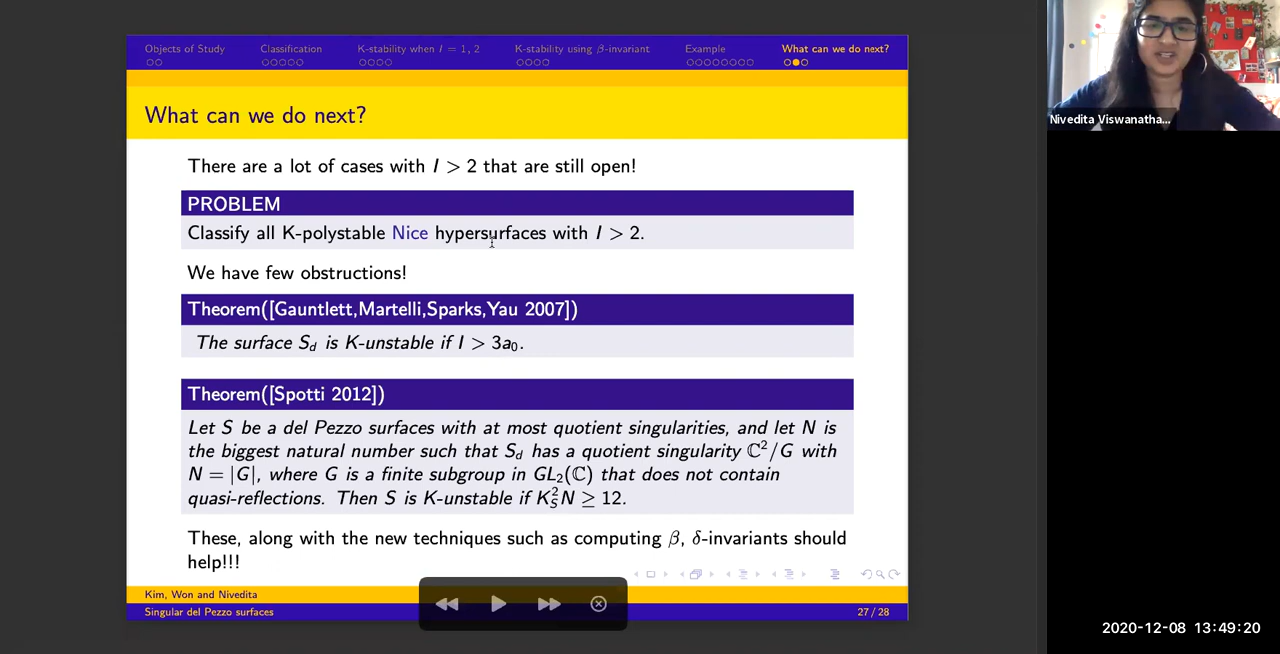 Objects of Study
Classification
K-stability when I = 1, 2
K-stability using β-invariant
Example
What can we do next?
What can we do next?
There are a lot of cases with I > 2 that are still open!
PROBLEM
Classify all K-polystable Nice hypersurfaces with I > 2.
We have few obstructions!
Theorem([Gauntlett,Martelli,Sparks,Yau 2007])
The surface S_d is K-unstable if I > 3a₀.
Theorem([Spotti 2012])
Let S be a del Pezzo surfaces with at most quotient singularities, and let N is
the biggest natural number such that S_d has a quotient singularity ℂ²/G with
N = |G|, where G is a finite subgroup in GL₂(ℂ) that does not contain
quasi-reflections. Then S is K-unstable if K_S²N ≥ 12.
These, along with the new techniques such as computing β, δ-invariants should
help!!!
Kim, Won and Nivedita
Singular del Pezzo surfaces
27 / 28
Nivedita Viswanatha...
2020-12-08 13:49:20